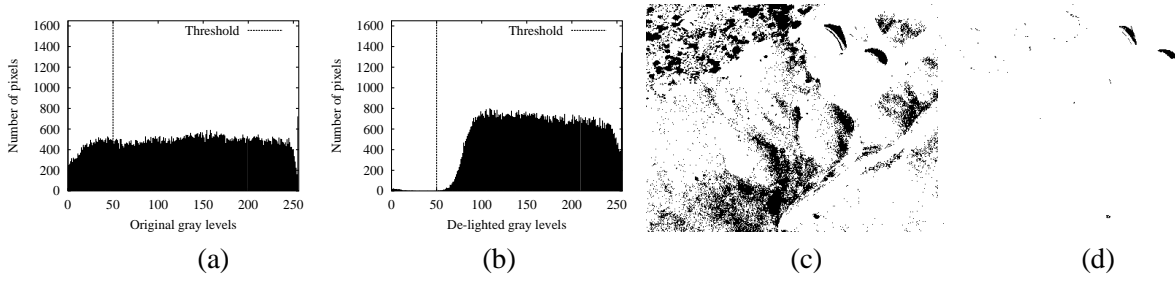 1600
1400
1200
1000
800
600
400
200
0
Number of pixels
Threshold
0 50 100 150 200 250
Original gray levels
(a)
1600
1400
1200
1000
800
600
400
200
0
Number of pixels
Threshold
0 50 100 150 200 250
De-lighted gray levels
(b)
(c)
(d)